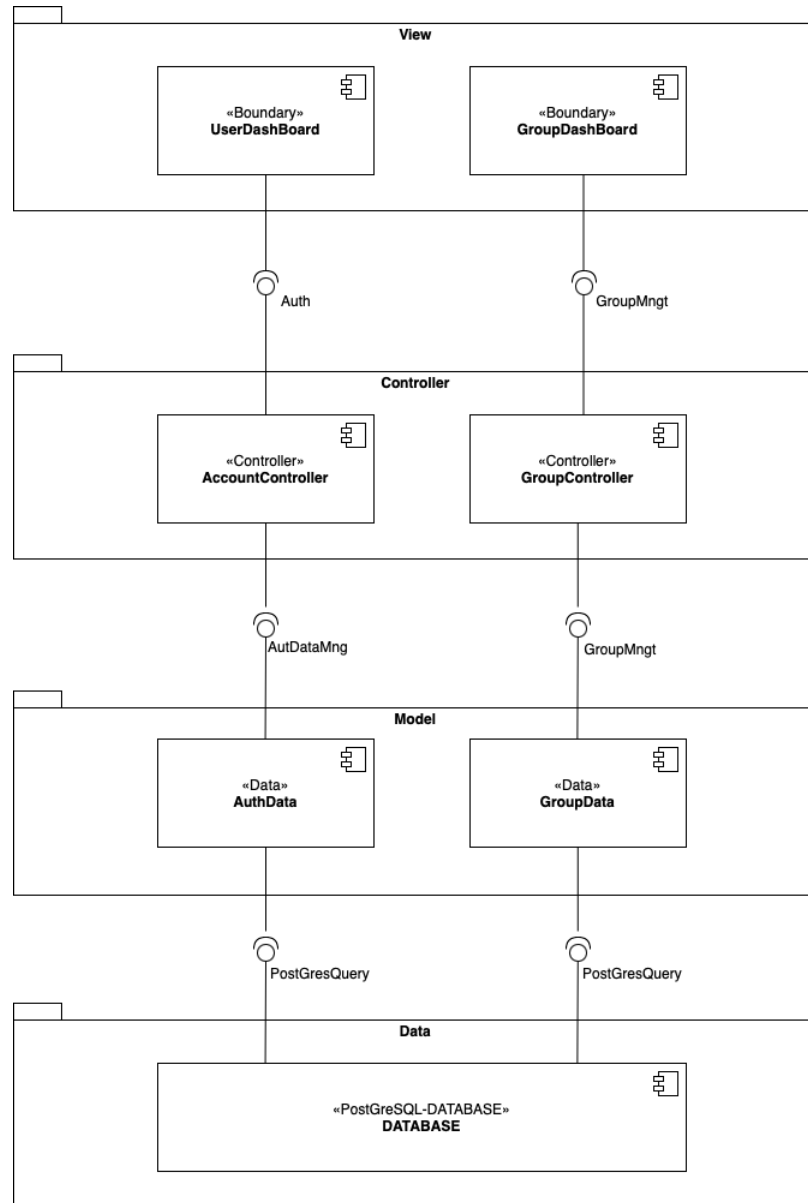 View
«Boundary»
UserDashBoard
«Boundary»
GroupDashBoard
Auth
GroupMngt
Controller
«Controller»
AccountController
«Controller»
GroupController
AutDataMng
GroupMngt
Model
«Data»
AuthData
«Data»
GroupData
PostGresQuery
PostGresQuery
Data
«PostGreSQL-DATABASE»
DATABASE